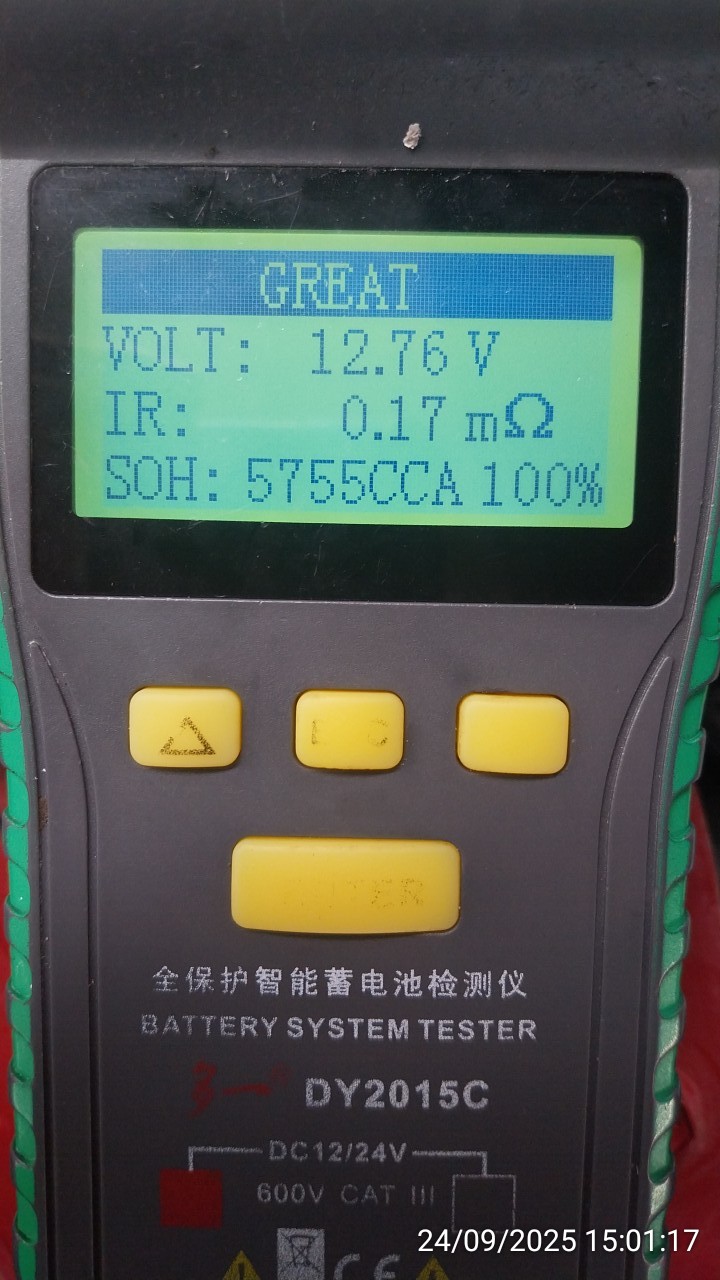 GREAT
VOLT: 12.76 V
IR: 0.17 mΩ
SOH: 5755CCA 100%
全保护智能蓄电池检测仪
BATTERY SYSTEM TESTER
DY2015C
DC12/24V
600V CAT III
CE
24/09/2025 15:01:17